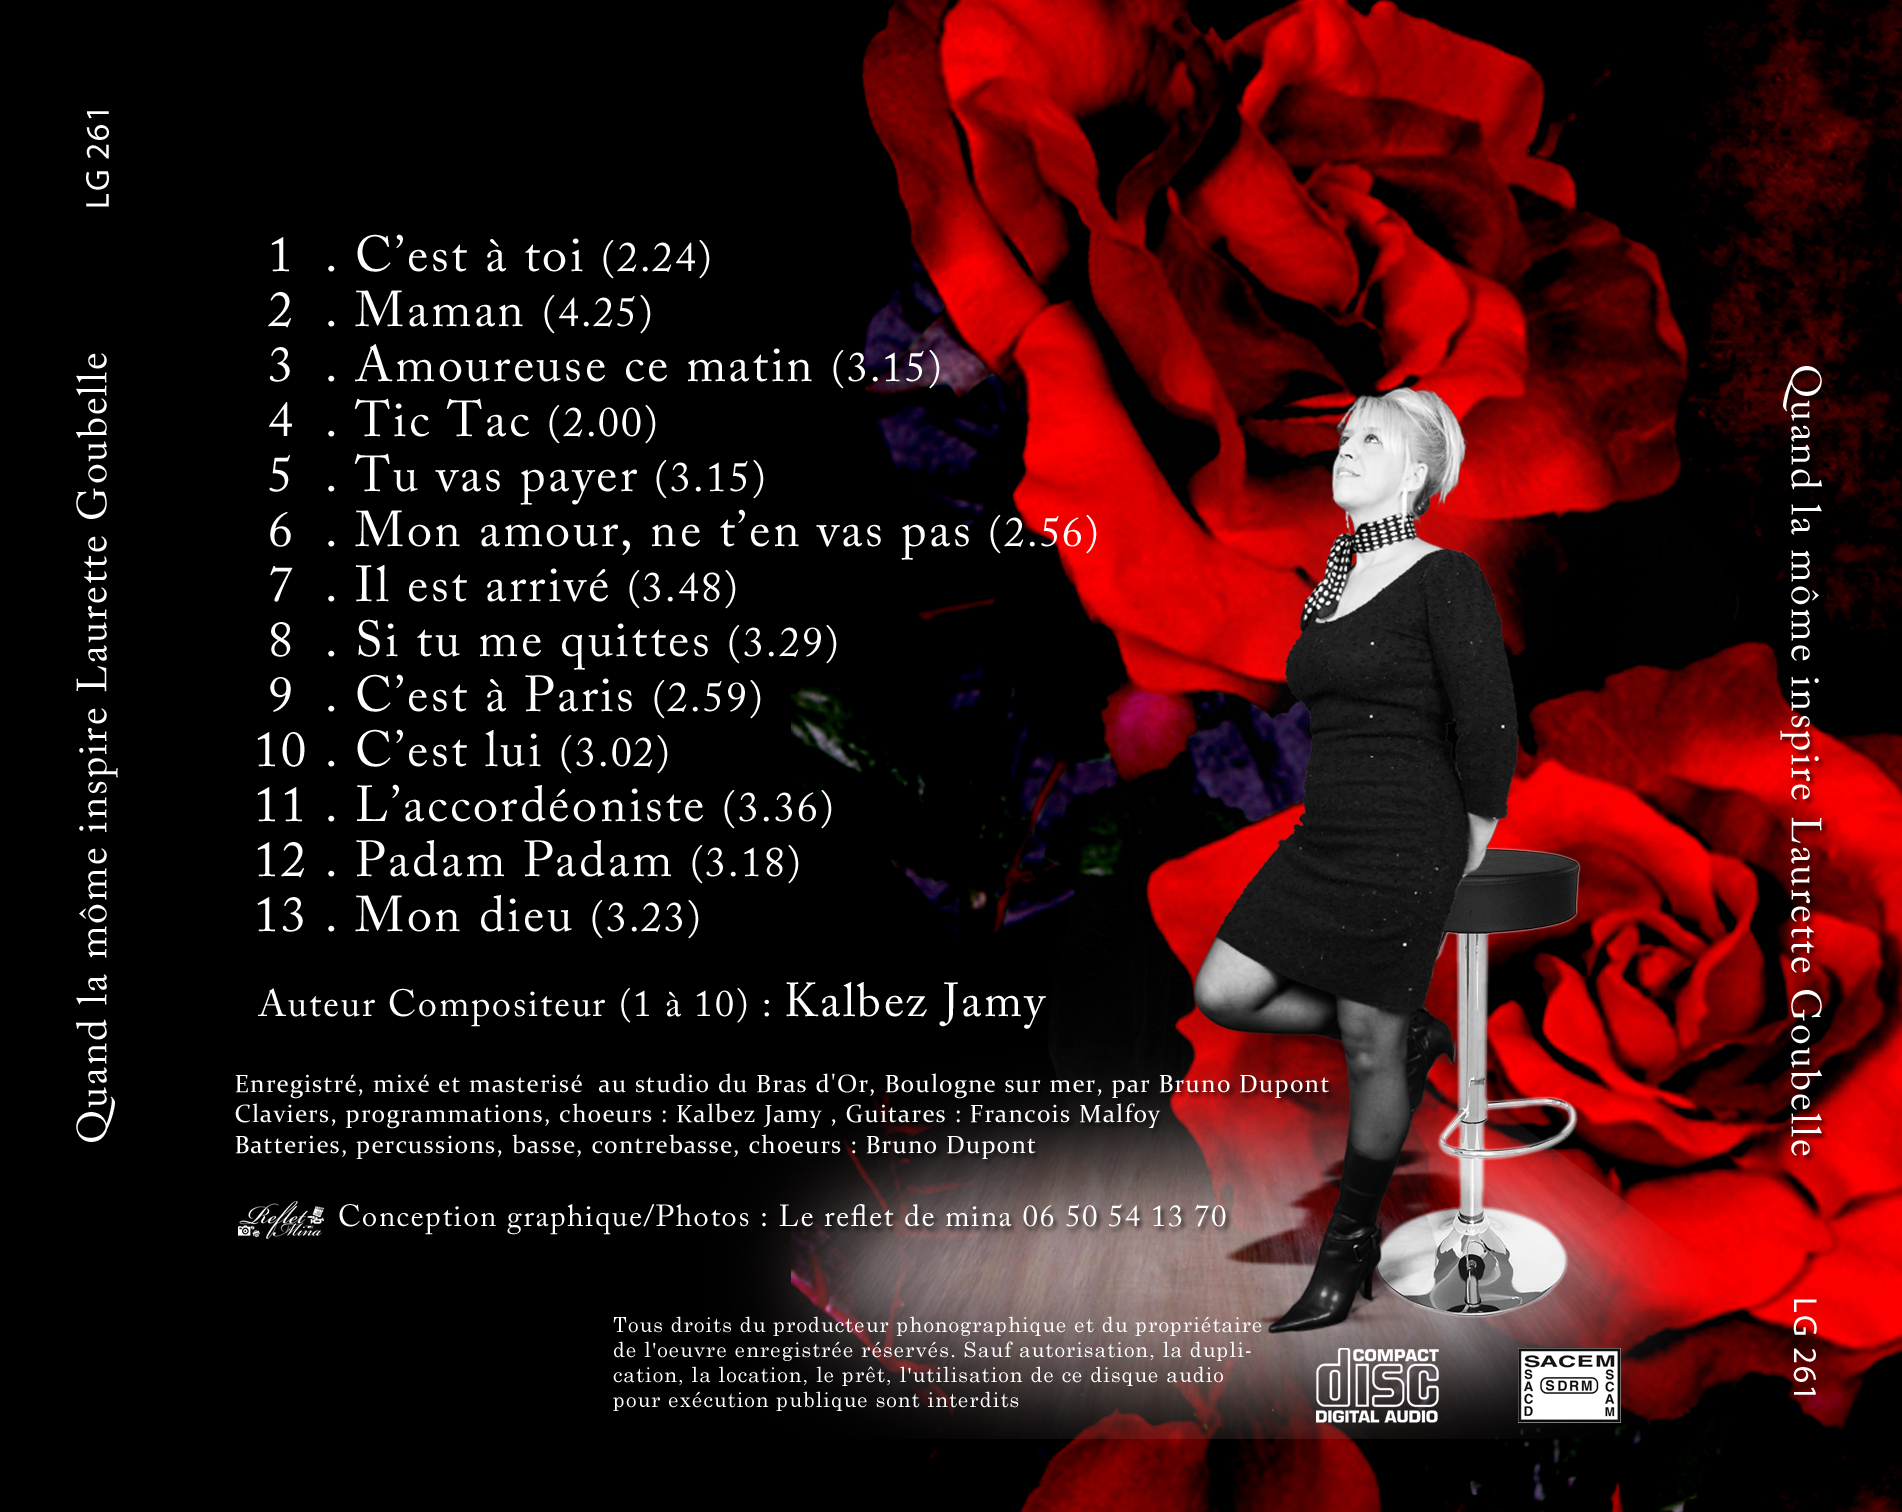 LG 261
Quand la môme inspire Laurette Goubelle
1 . C’est à toi (2.24)
2 . Maman (4.25)
3 . Amoureuse ce matin (3.15)
4 . Tic Tac (2.00)
5 . Tu vas payer (3.15)
6 . Mon amour, ne t’en vas pas (2.56)
7 . Il est arrivé (3.48)
8 . Si tu me quittes (3.29)
9 . C’est à Paris (2.59)
10 . C’est lui (3.02)
11 . L’accordéoniste (3.36)
12 . Padam Padam (3.18)
13 . Mon dieu (3.23)
Auteur Compositeur (1 à 10) : Kalbez Jamy
Enregistré, mixé et masterisé au studio du Bras d'Or, Boulogne sur mer, par Bruno Dupont
Claviers, programmations, choeurs : Kalbez Jamy , Guitares : Francois Malfoy
Batteries, percussions, basse, contrebasse, choeurs : Bruno Dupont
Reflet Mina
Conception graphique/Photos : Le reflet de mina 06 50 54 13 70
Tous droits du producteur phonographique et du propriétaire
de l'oeuvre enregistrée réservés. Sauf autorisation, la dupli-
cation, la location, le prêt, l'utilisation de ce disque audio
pour exécution publique sont interdits
COMPACT
disc
DIGITAL AUDIO
SACEM
SACD
SDRM
SCAM
Quand la môme inspire Laurette Goubelle
LG 261